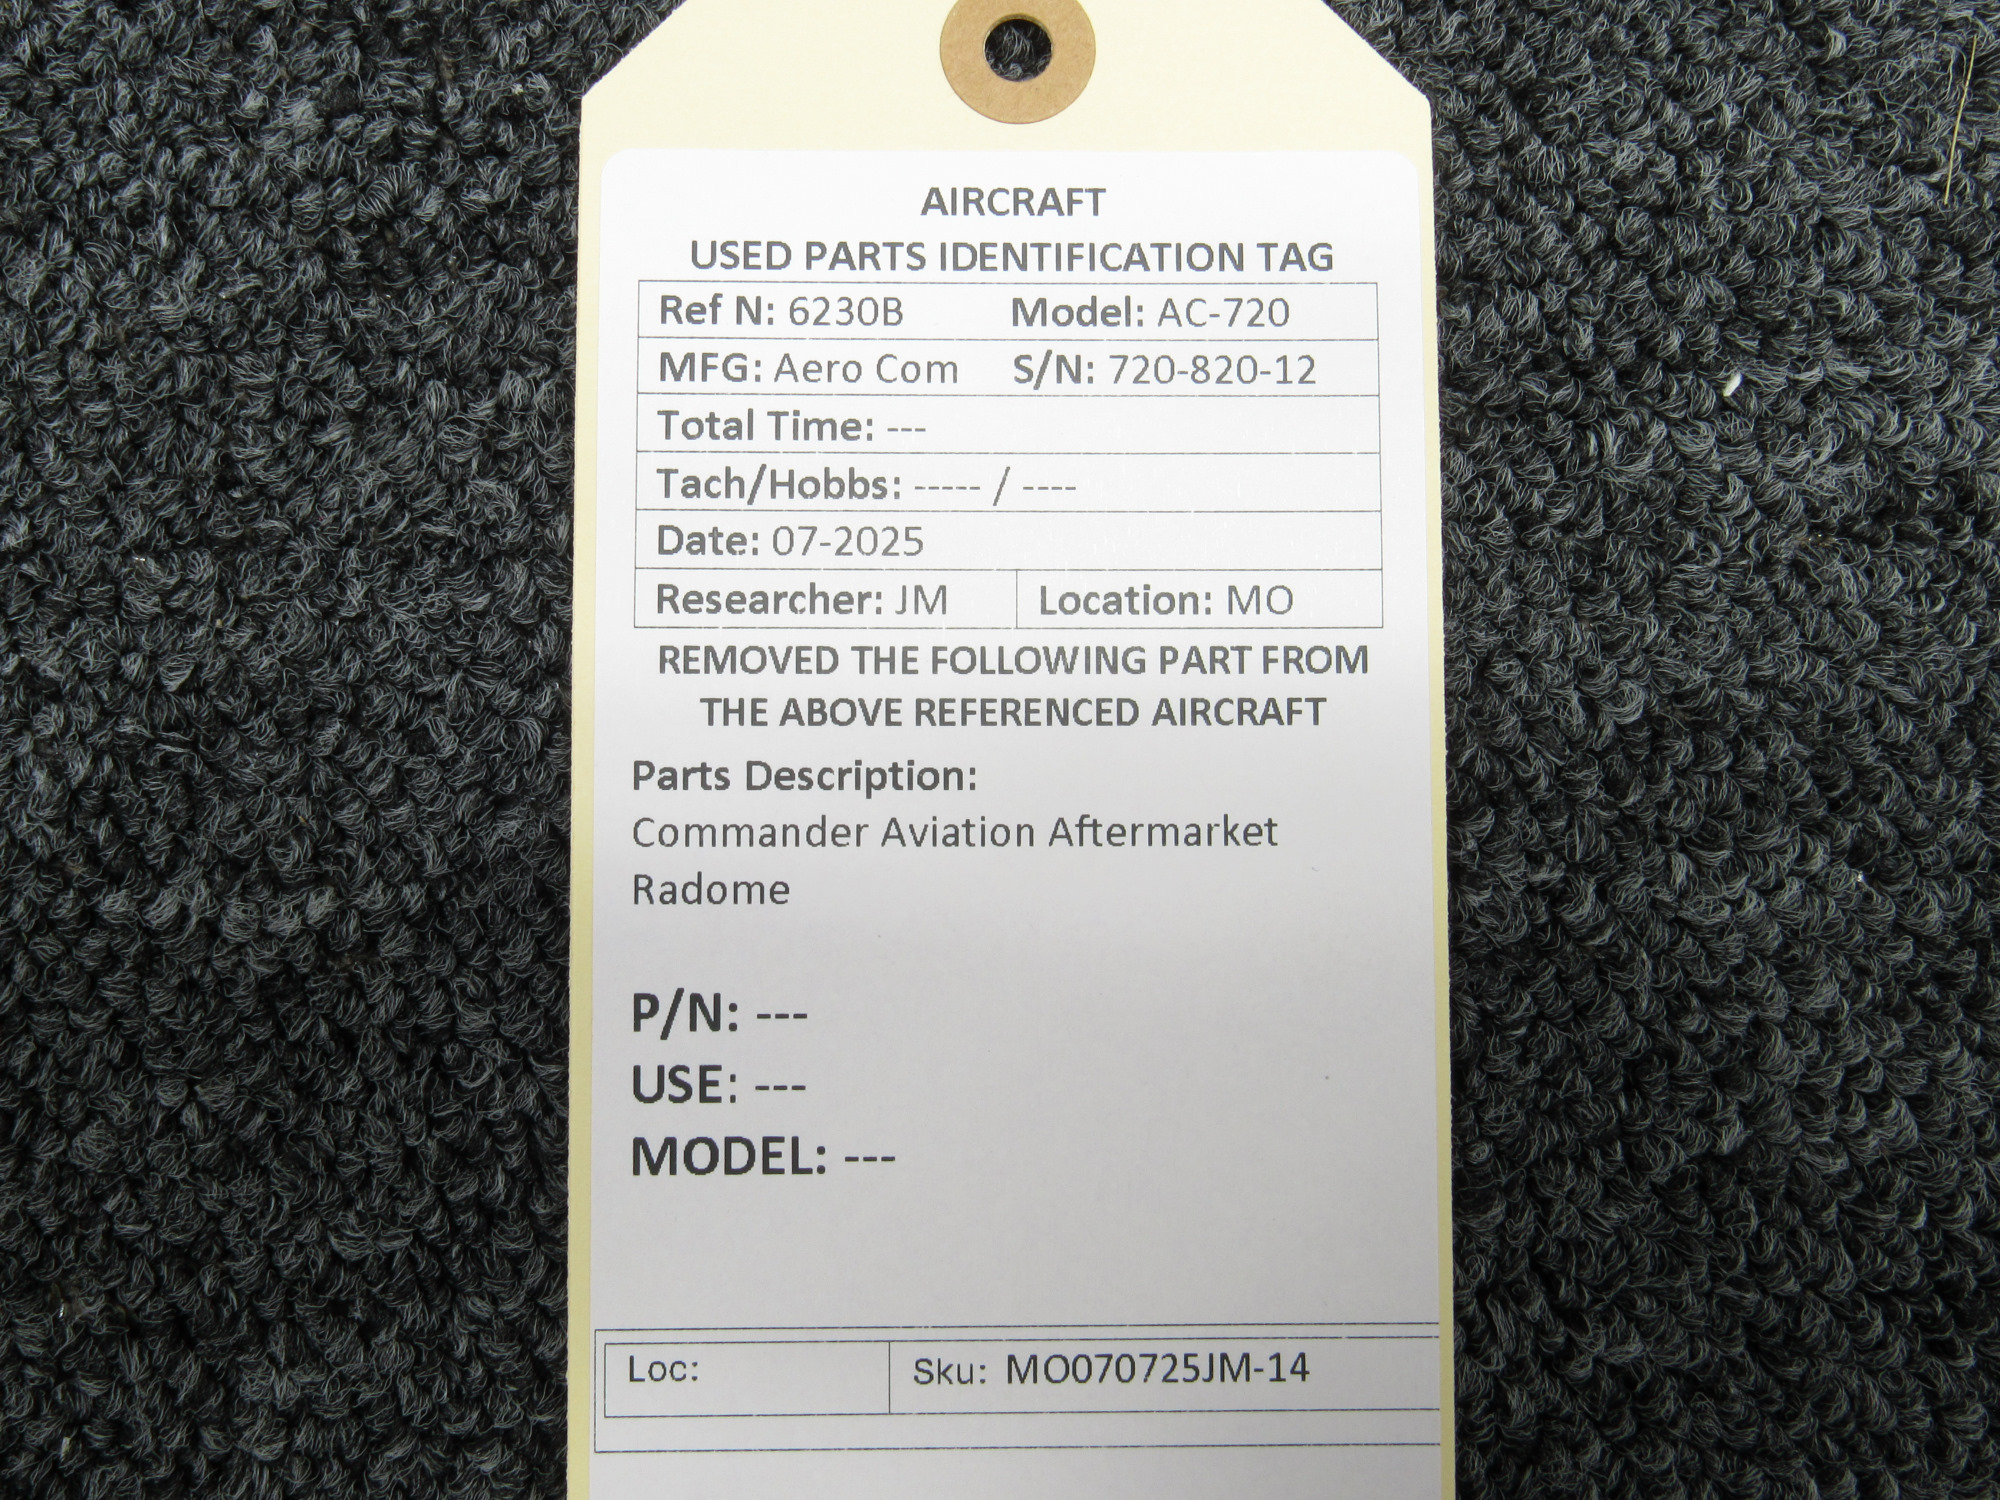 AIRCRAFT
USED PARTS IDENTIFICATION TAG
Ref N: 6230B Model: AC-720
MFG: Aero Com S/N: 720-820-12
Total Time: ---
Tach/Hobbs: ----- / ----
Date: 07-2025
Researcher: JM Location: MO
REMOVED THE FOLLOWING PART FROM
THE ABOVE REFERENCED AIRCRAFT
Parts Description:
Commander Aviation Aftermarket
Radome
P/N: ---
USE: ---
MODEL: ---
Loc: Sku: MO070725JM-14